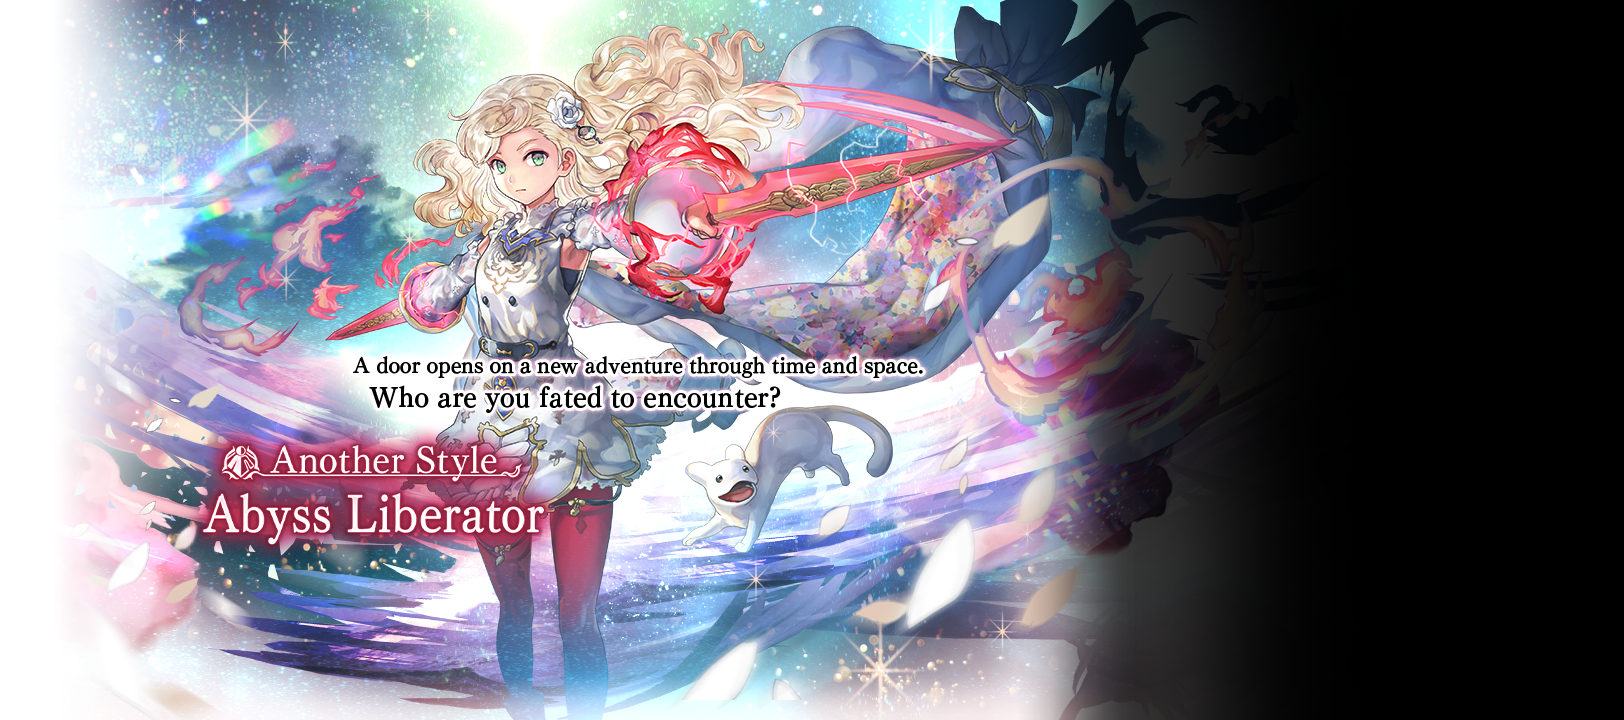 A door opens on a new adventure through time and space.
Who are you fated to encounter?
Another Style
Abyss Liberator